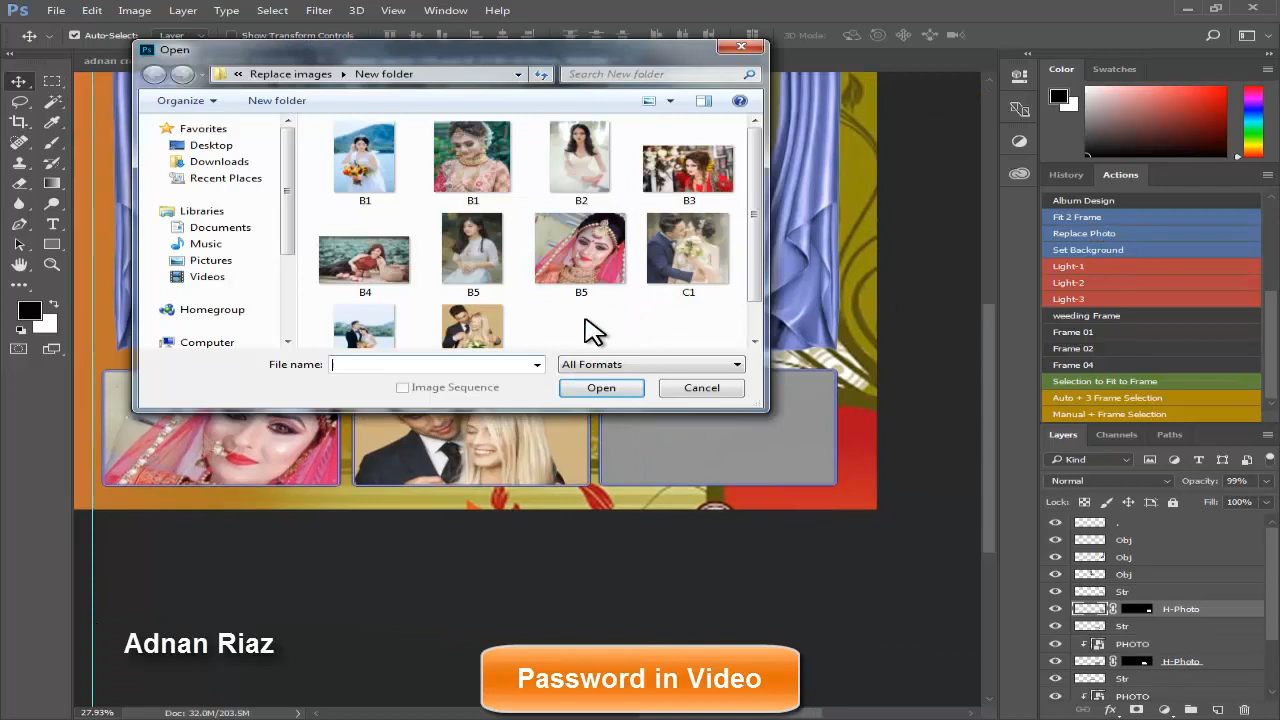 Ps File Edit Image Layer Type Select Filter 3D View Window Help
Auto-Select: Layer Show Transform Controls 3D Mode:
adnan cr
Open
Replace images New folder
Search New folder
Organize New folder
Favorites
Desktop
Downloads
Recent Places
Libraries
Documents
Music
Pictures
Videos
Homegroup
Computer
B1 B1 B2 B3
B4 B5 B5 C1
File name: All Formats
Image Sequence Open Cancel
Color Swatches
History Actions
Album Design
Fit 2 Frame
Replace Photo
Set Background
Light-1
Light-2
Light-3
weeding Frame
Frame 01
Frame 02
Frame 04
Selection to Fit to Frame
Auto + 3 Frame Selection
Manual + Frame Selection
Layers Channels Paths
Kind
Normal Opacity: 99%
Lock: Fill: 100%
.
Obj
Obj
Obj
Str
H-Photo
Str
PHOTO
H-Photo
Str
PHOTO
Adnan Riaz
Password in Video
27.93% Doc: 32.0M/203.5M